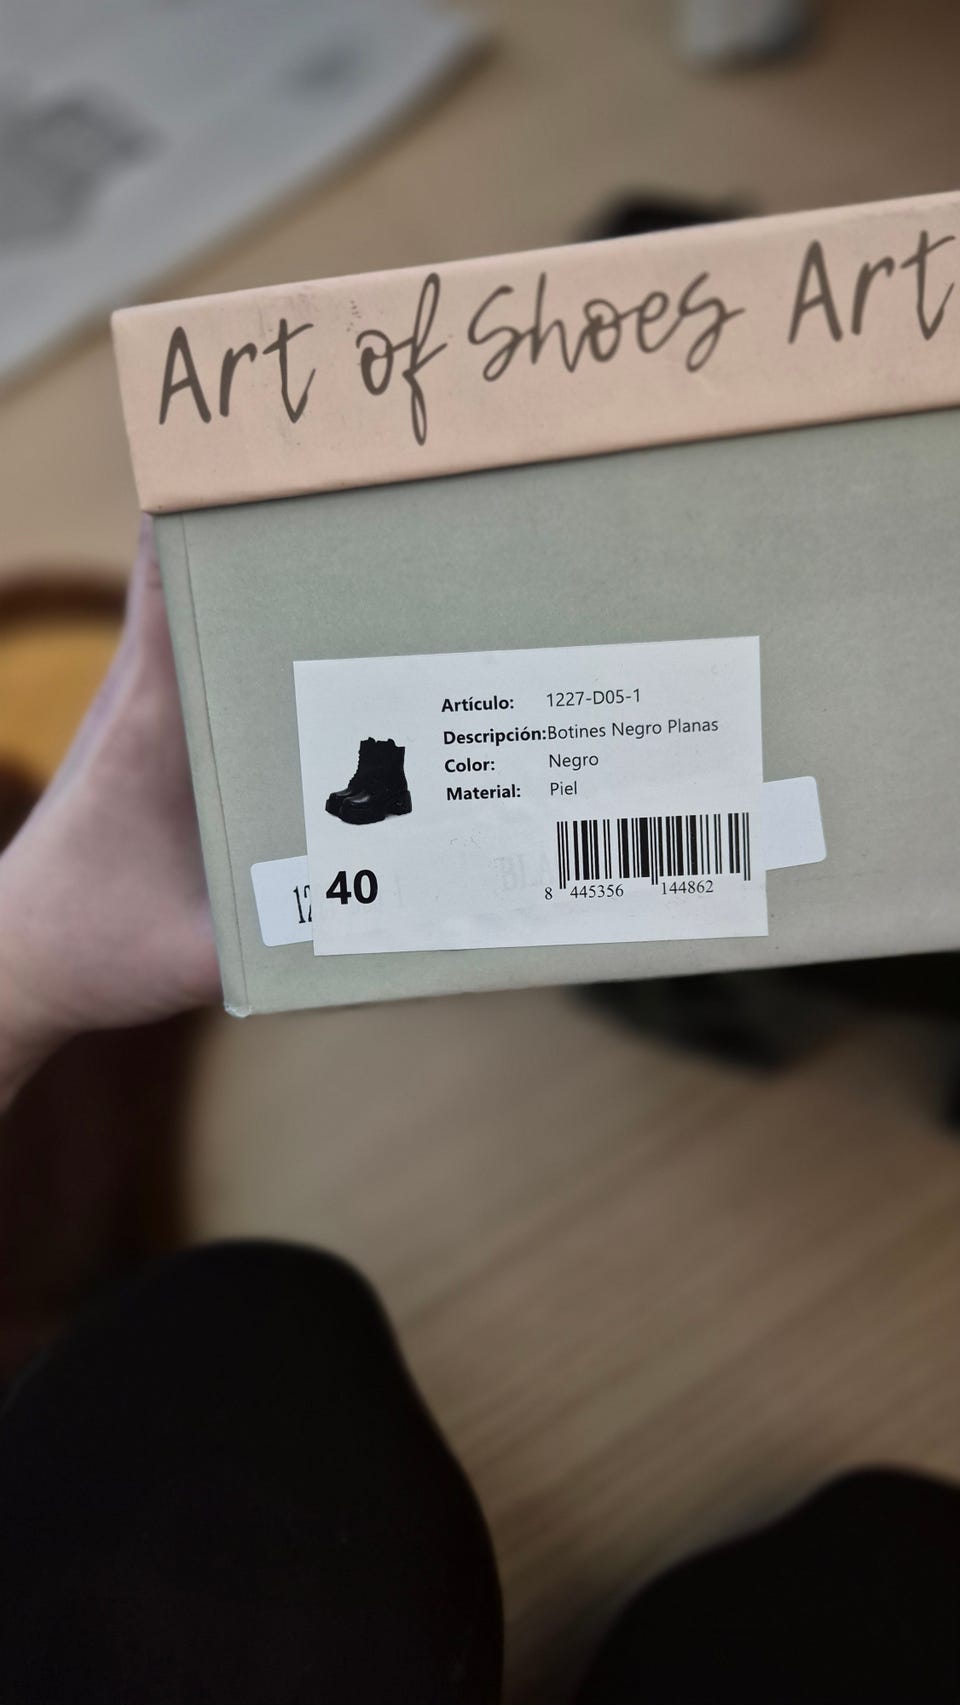 Art of Shoes Art
Artículo: 1227-D05-1
Descripción:Botines Negro Planas
Color: Negro
Material: Piel
12
40
8 445356 144862